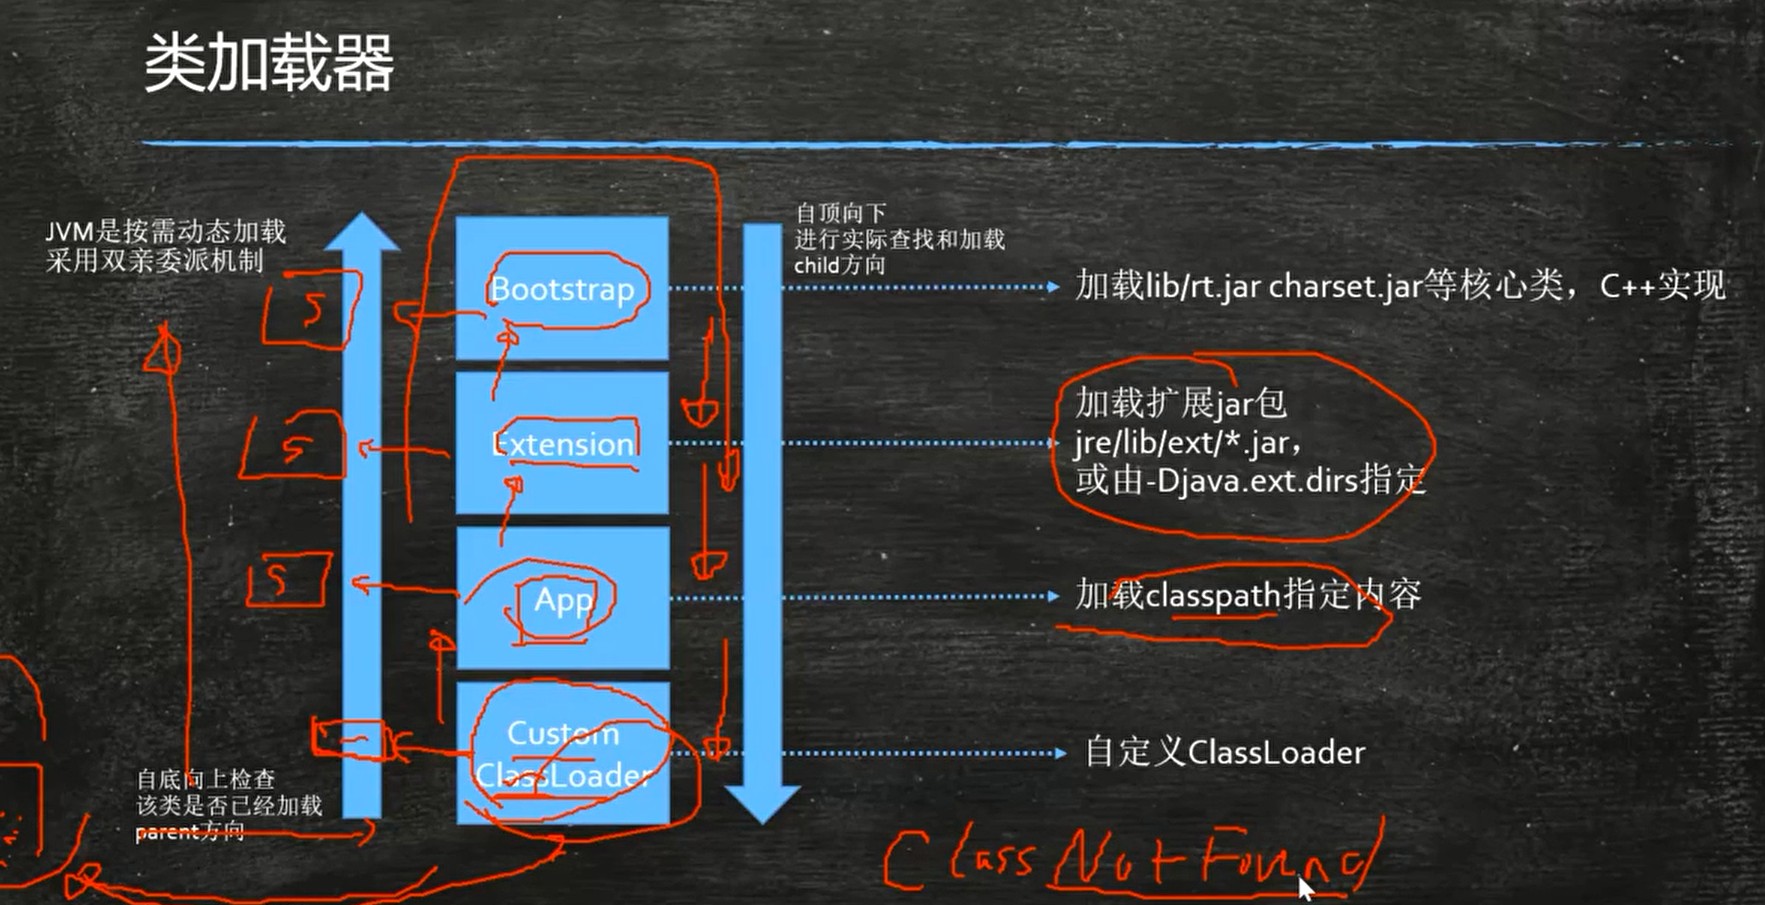 类加载器
JVM是按需动态加载
采用双亲委派机制
自顶向下
进行实际查找和加载
child方向
Bootstrap
加载lib/rt.jar charset.jar等核心类，C++实现
S
Extension
加载扩展jar包
jre/lib/ext/*.jar，
或由-Djava.ext.dirs指定
S
App
加载classpath指定内容
S
Custom
ClassLoader
自定义ClassLoader
自底向上检查
该类是否已经加载
parent方向
Class Not Found